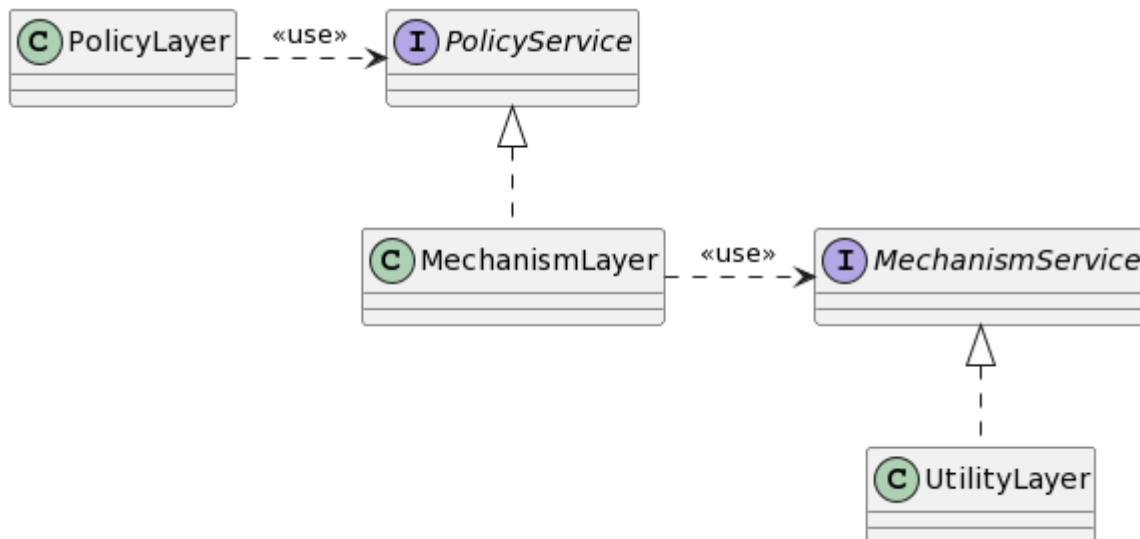 C PolicyLayer «use» I PolicyService
C MechanismLayer «use» I MechanismService
C UtilityLayer